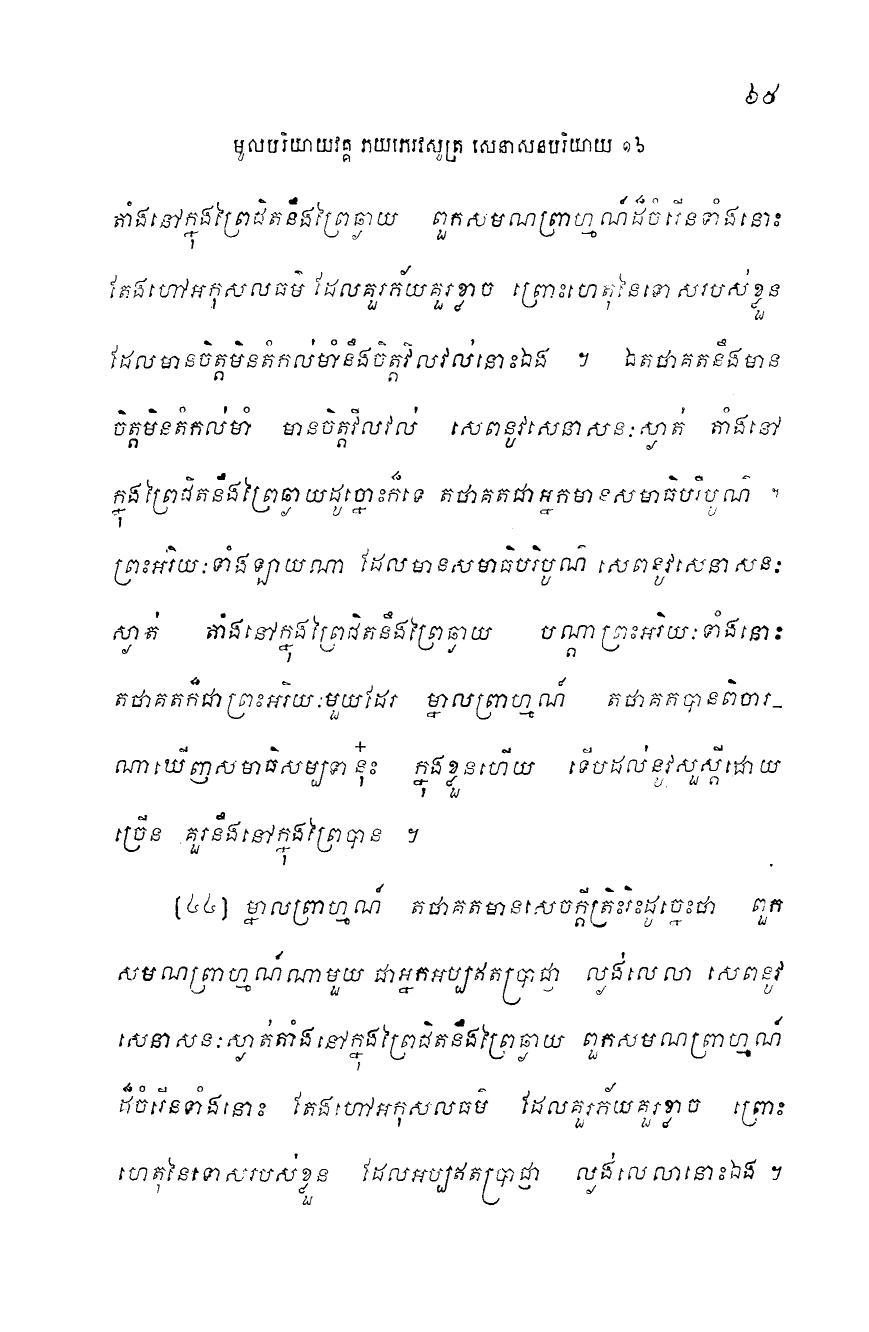 ៦៩
មូលបរិយាយវគ្គ ភយភេរវសូត្រ សេនាសនបរិយាយ ១៦
តាំងនៅក្នុងព្រៃជិតនឹងព្រៃឆ្ងាយ ពួកសមណព្រាហ្មណ៍ដ៏ចំរើនទាំងនោះ
តែងហៅអកុសលធម៌ ដែលគួរភ័យគួរខ្លាច ព្រោះហេតុនៃទោសរបស់ខ្លួន
ដែលមានចិត្តមិនតំកល់មាំនឹងចិត្តវិលវល់នោះឯង ។ ឯតថាគតនឹងមាន
ចិត្តមិនតំកល់មាំ មានចិត្តវិលវល់ សេពនូវសេនាសនៈស្ងាត់ តាំងនៅ
ក្នុងព្រៃជិតនឹងព្រៃឆ្ងាយដូច្នោះក៏ទេ តថាគតជាអ្នកមានសមាធិបរិបូណ៌ ។
ព្រះអរិយៈទាំងឡាយណា ដែលមានសមាធិបរិបូណ៌ សេពនូវសេនាសនៈ
ស្ងាត់ តាំងនៅក្នុងព្រៃជិតនឹងព្រៃឆ្ងាយ បណ្តាព្រះអរិយៈទាំងនោះ
តថាគតក៏ជាព្រះអរិយៈមួយដែរ ម្នាលព្រាហ្មណ៍ តថាគតបានពិចារ-
ណាឃើញសមាធិសម្បទានុ៎ះ ក្នុងខ្លួនហើយ ទើបដល់នូវសួស្តីដោយ
ច្រើន គួរនឹងនៅក្នុងព្រៃបាន ។
(៤៤) ម្នាលព្រាហ្មណ៍ តថាគតមានសេចក្តីត្រិះរិះដូច្នេះថា ពួក
សមណព្រាហ្មណ៍ណាមួយ ជាអ្នកអប្បឥតប្រាជ្ញា ល្ងង់លេលា សេពនូវ
សេនាសនៈស្ងាត់តាំងនៅក្នុងព្រៃជិតនឹងព្រៃឆ្ងាយ ពួកសមណព្រាហ្មណ៍
ដ៏ចំរើនទាំងនោះ តែងហៅអកុសលធម៌ ដែលគួរភ័យគួរខ្លាច ព្រោះ
ហេតុនៃទោសរបស់ខ្លួន ដែលអប្បឥតប្រាជ្ញា ល្ងង់លេលានោះឯង ។